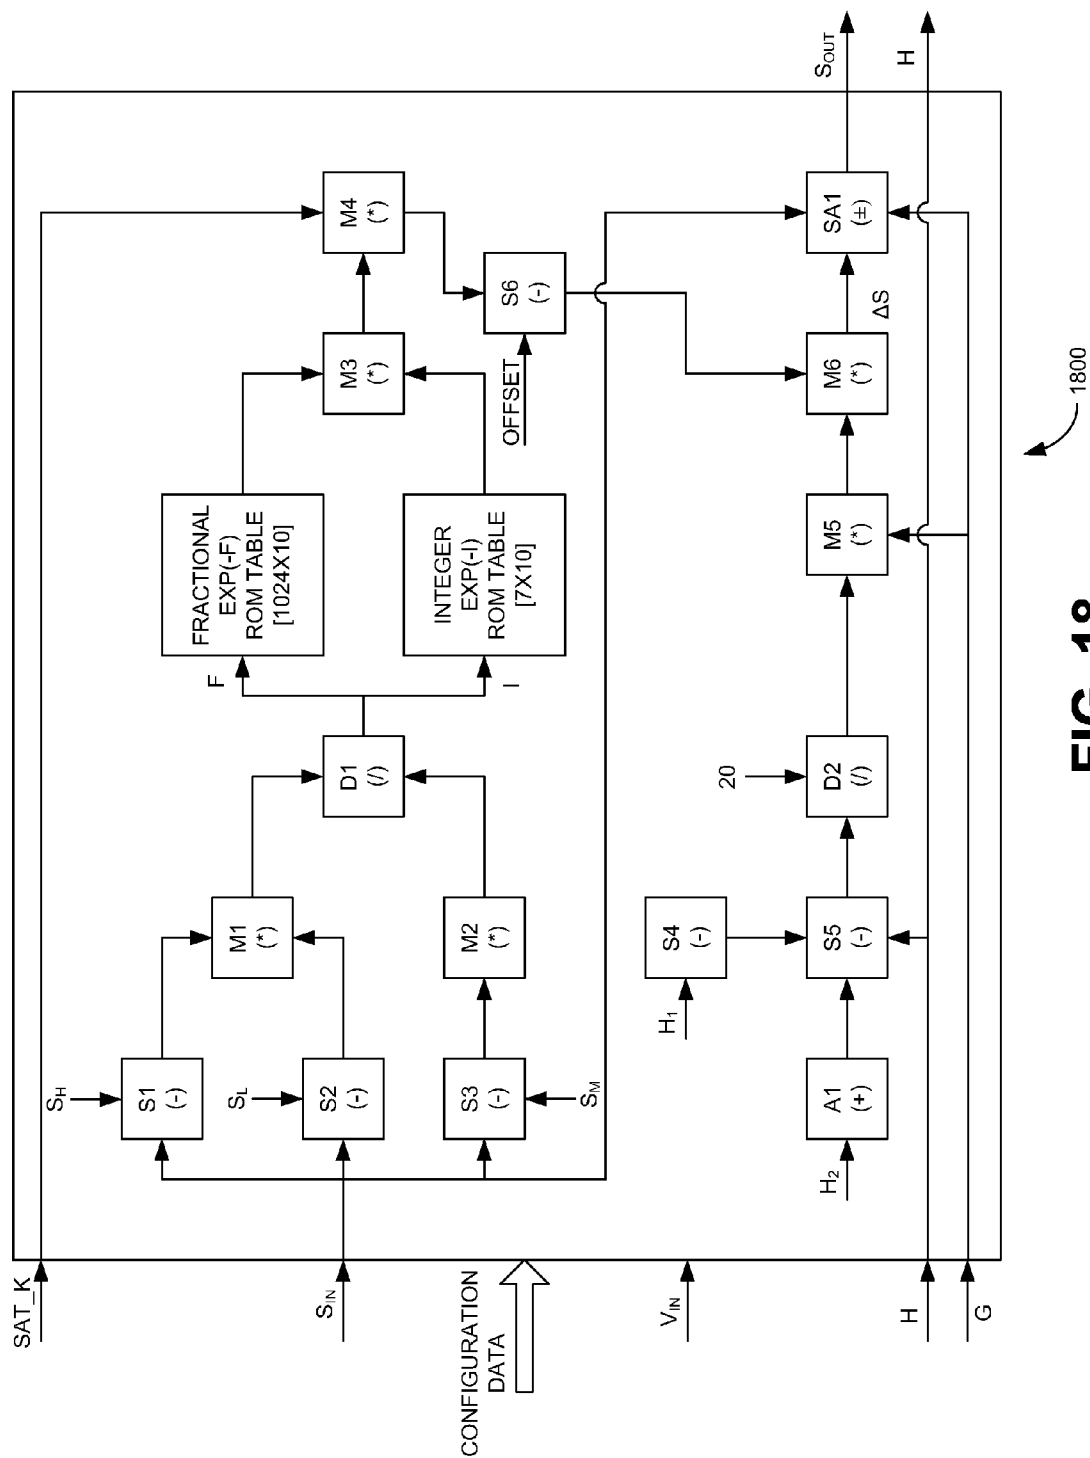 SAT_K
S_IN
CONFIGURATION
DATA
V_IN
H
G
S_H
S1
(-)
S_L
S2
(-)
S3
(-)
S_M
H₂
A1
(+)
M1
(*)
M2
(*)
H₁
S4
(-)
S5
(-)
D1
(/)
20
D2
(/)
F
I
FRACTIONAL
EXP(-F)
ROM TABLE
[1024X10]
INTEGER
EXP(-I)
ROM TABLE
[7X10]
M5
(*)
OFFSET
M3
(*)
M4
(*)
S6
(-)
M6
(*)
ΔS
SA1
(±)
S_OUT
H
1800
FIG. 18